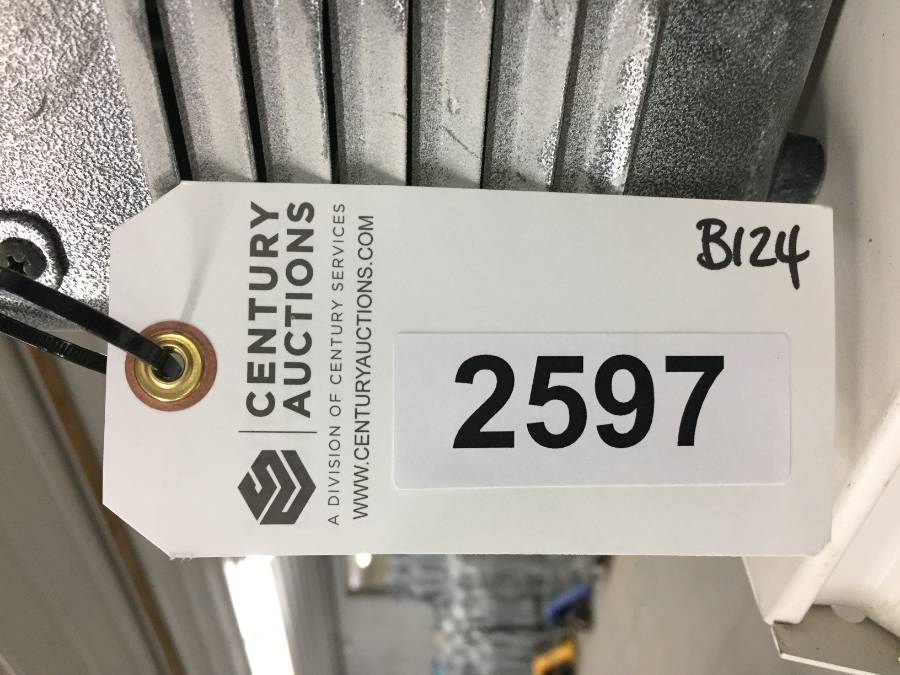 CENTURY
AUCTIONS
A DIVISION OF CENTURY SERVICES
WWW.CENTURYAUCTIONS.COM
B124
2597